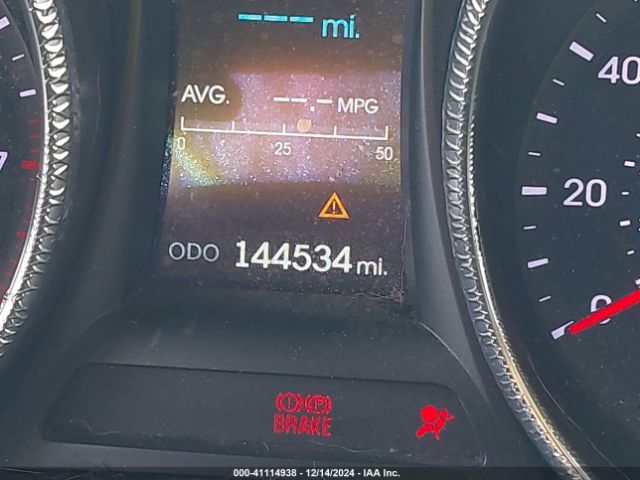 --- mi.
AVG. --.- MPG
0 25 50
ODO 144534 mi.
40
20
0
7
(!) (P)
BRAKE
000-41114938 - 12/14/2024 - IAA Inc.